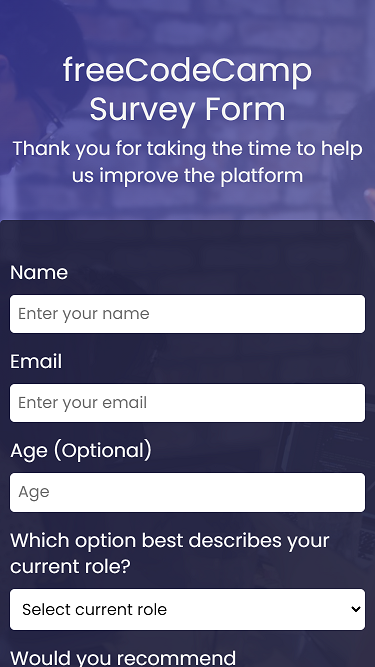 freeCodeCamp
Survey Form
Thank you for taking the time to help
us improve the platform
Name
Enter your name
Email
Enter your email
Age (Optional)
Age
Which option best describes your
current role?
Select current role
Would you recommend